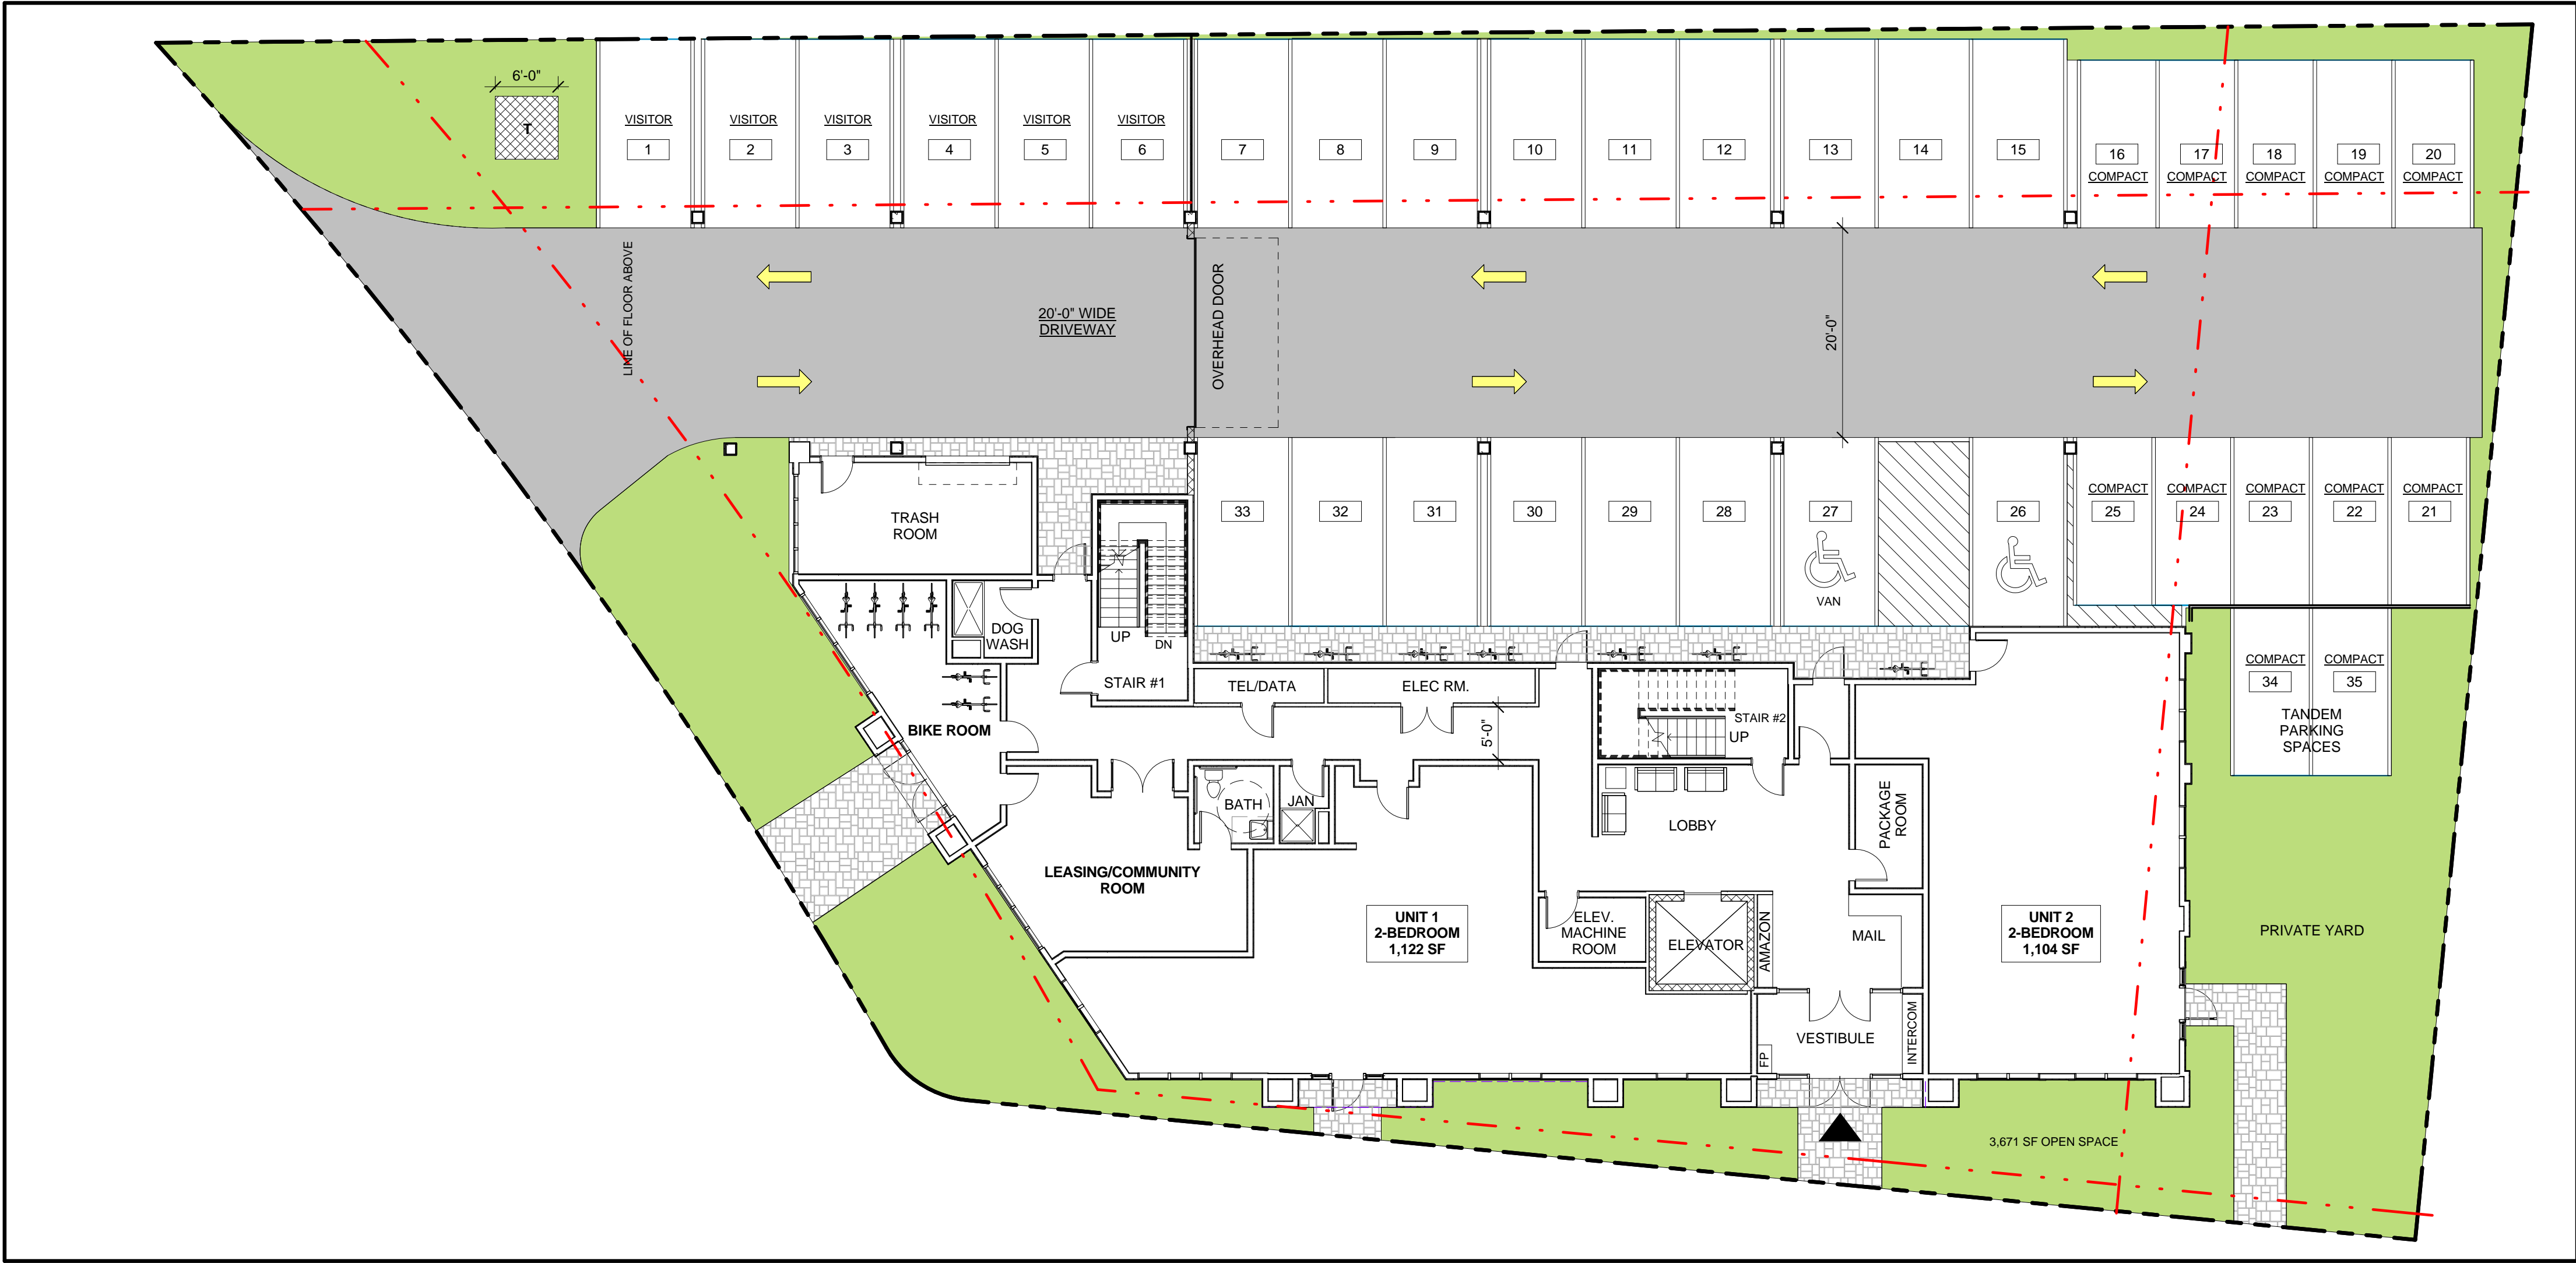 6'-0"
T
VISITOR
1
VISITOR
2
VISITOR
3
VISITOR
4
VISITOR
5
VISITOR
6
7
8
9
10
11
12
13
14
15
16
COMPACT
17
COMPACT
18
COMPACT
19
COMPACT
20
COMPACT
LINE OF FLOOR ABOVE
20'-0" WIDE
DRIVEWAY
OVERHEAD DOOR
20'-0"
TRASH
ROOM
33
32
31
30
29
28
27
VAN
26
COMPACT
25
COMPACT
24
COMPACT
23
COMPACT
22
COMPACT
21
DOG
WASH
UP
DN
STAIR #1
TEL/DATA
ELEC RM.
5'-0"
STAIR #2
UP
COMPACT
34
COMPACT
35
TANDEM
PARKING
SPACES
BIKE ROOM
BATH
JAN
LOBBY
PACKAGE
ROOM
LEASING/COMMUNITY
ROOM
UNIT 1
2-BEDROOM
1,122 SF
ELEV.
MACHINE
ROOM
ELEVATOR
AMAZON
MAIL
UNIT 2
2-BEDROOM
1,104 SF
PRIVATE YARD
VESTIBULE
FP
INTERCOM
3,671 SF OPEN SPACE